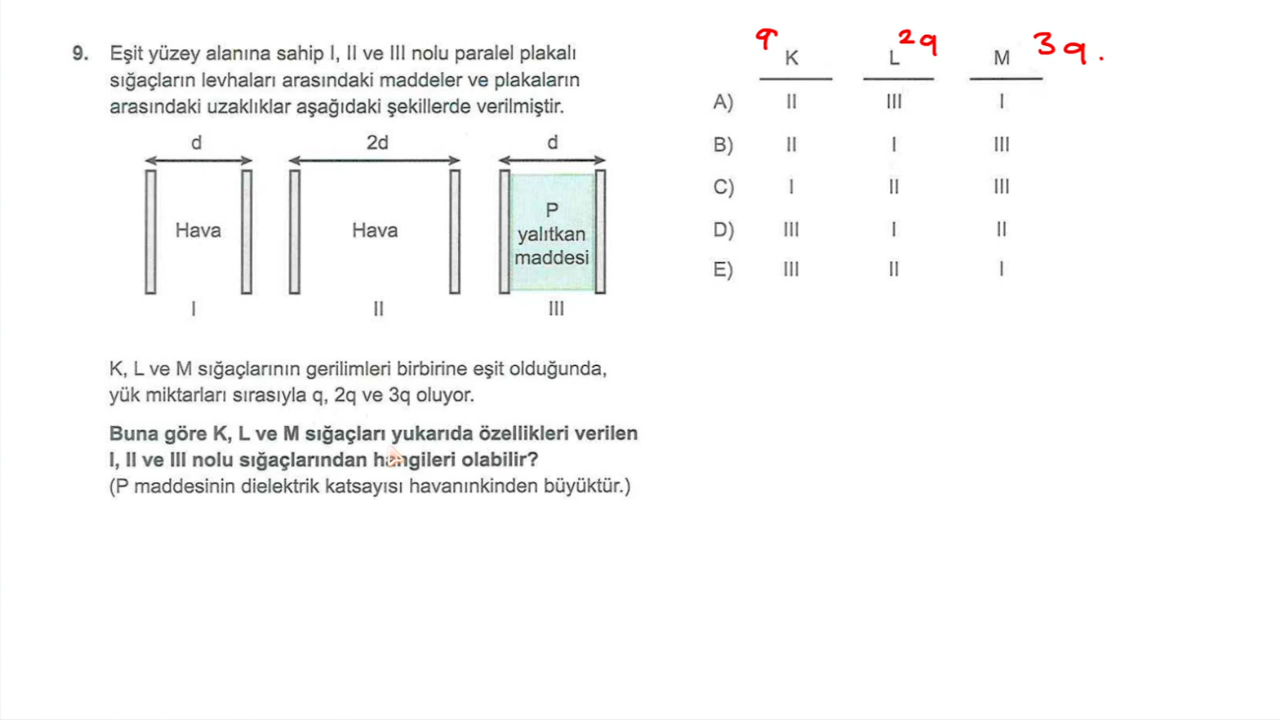 9. Eşit yüzey alanına sahip I, II ve III nolu paralel plakalı
sığaçların levhaları arasındaki maddeler ve plakaların
arasındaki uzaklıklar aşağıdaki şekillerde verilmiştir.
d 2d d
Hava Hava P
yalıtkan
maddesi
I II III
K, L ve M sığaçlarının gerilimleri birbirine eşit olduğunda,
yük miktarları sırasıyla q, 2q ve 3q oluyor.
Buna göre K, L ve M sığaçları yukarıda özellikleri verilen
I, II ve III nolu sığaçlarından hangileri olabilir?
(P maddesinin dielektrik katsayısı havanınkinden büyüktür.)
q 2q 3q.
K L M
A) II III I
B) II I III
C) I II III
D) III I II
E) III II I